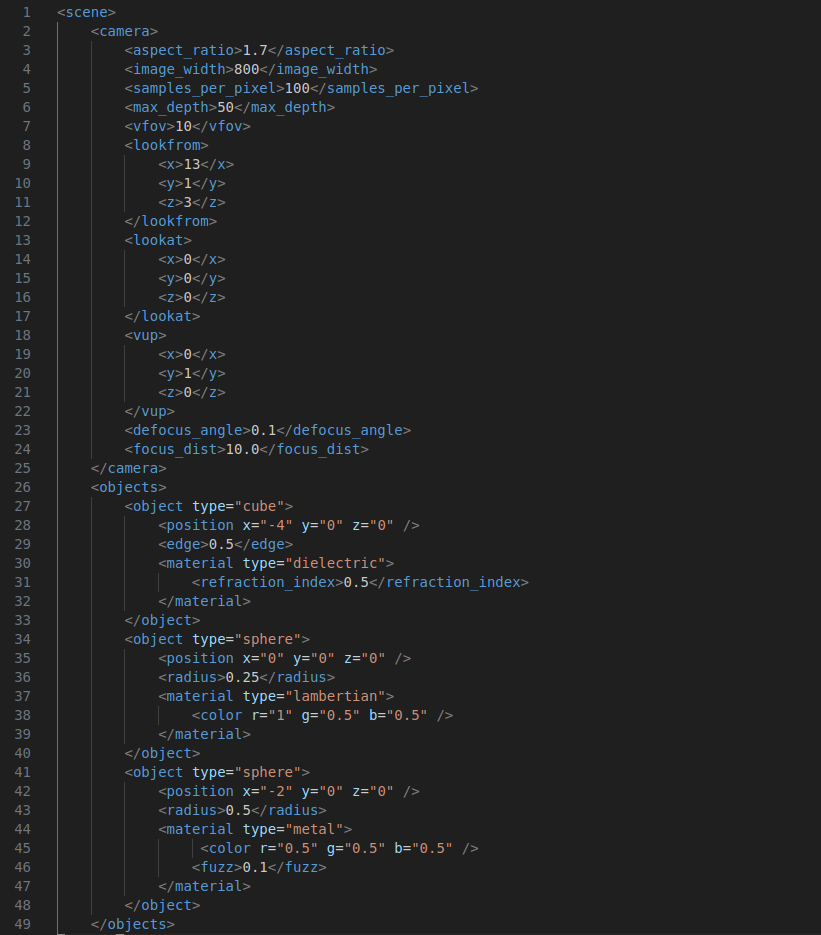 1 <scene>
2     <camera>
3         <aspect_ratio>1.7</aspect_ratio>
4         <image_width>800</image_width>
5         <samples_per_pixel>100</samples_per_pixel>
6         <max_depth>50</max_depth>
7         <vfov>10</vfov>
8         <lookfrom>
9             <x>13</x>
10             <y>1</y>
11             <z>3</z>
12         </lookfrom>
13         <lookat>
14             <x>0</x>
15             <y>0</y>
16             <z>0</z>
17         </lookat>
18         <vup>
19             <x>0</x>
20             <y>1</y>
21             <z>0</z>
22         </vup>
23         <defocus_angle>0.1</defocus_angle>
24         <focus_dist>10.0</focus_dist>
25     </camera>
26     <objects>
27         <object type="cube">
28             <position x="-4" y="0" z="0" />
29             <edge>0.5</edge>
30             <material type="dielectric">
31                 <refraction_index>0.5</refraction_index>
32             </material>
33         </object>
34         <object type="sphere">
35             <position x="0" y="0" z="0" />
36             <radius>0.25</radius>
37             <material type="lambertian">
38                 <color r="1" g="0.5" b="0.5" />
39             </material>
40         </object>
41         <object type="sphere">
42             <position x="-2" y="0" z="0" />
43             <radius>0.5</radius>
44             <material type="metal">
45                  <color r="0.5" g="0.5" b="0.5" />
46                 <fuzz>0.1</fuzz>
47             </material>
48         </object>
49     </objects>